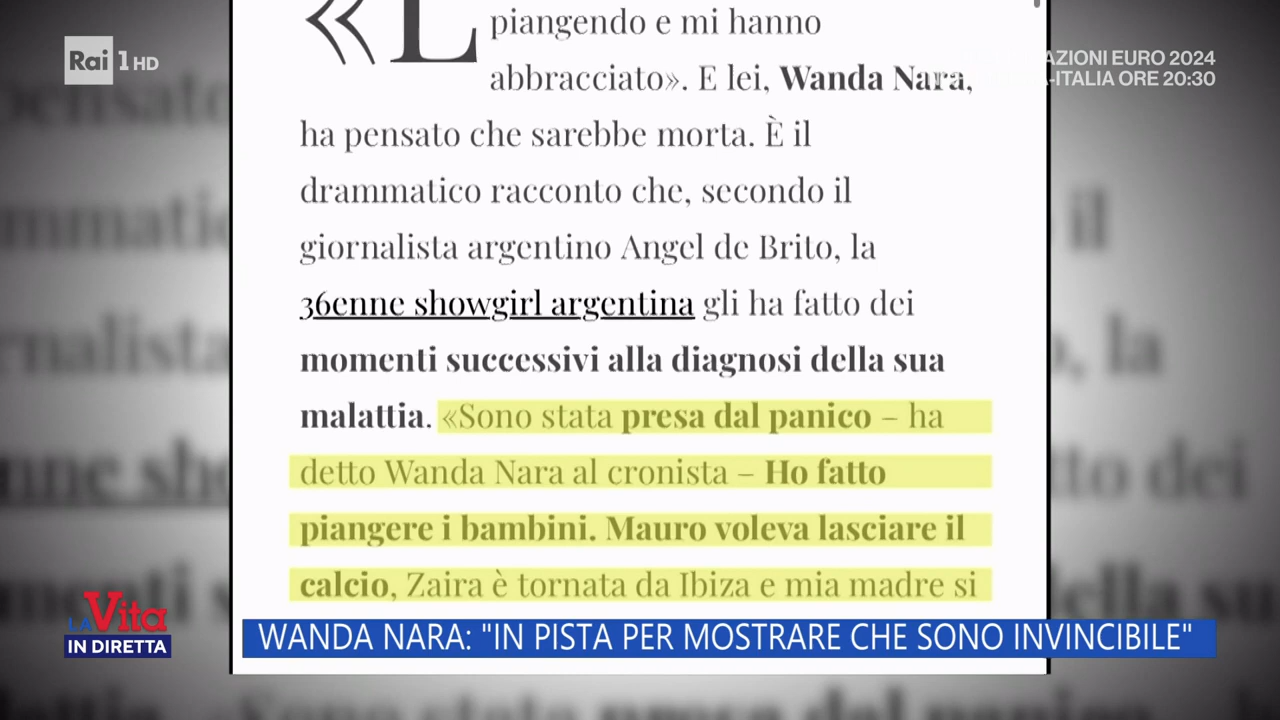 Rai 1 HD
AZIONI EURO 2024
-ITALIA ORE 20:30
«L
piangendo e mi hanno
abbracciato». E lei, Wanda Nara,
ha pensato che sarebbe morta. È il
drammatico racconto che, secondo il
giornalista argentino Angel de Brito, la
36enne showgirl argentina gli ha fatto dei
momenti successivi alla diagnosi della sua
malattia. «Sono stata presa dal panico – ha
detto Wanda Nara al cronista – Ho fatto
piangere i bambini. Mauro voleva lasciare il
calcio, Zaira è tornata da Ibiza e mia madre si
LA Vita
IN DIRETTA
WANDA NARA: "IN PISTA PER MOSTRARE CHE SONO INVINCIBILE"